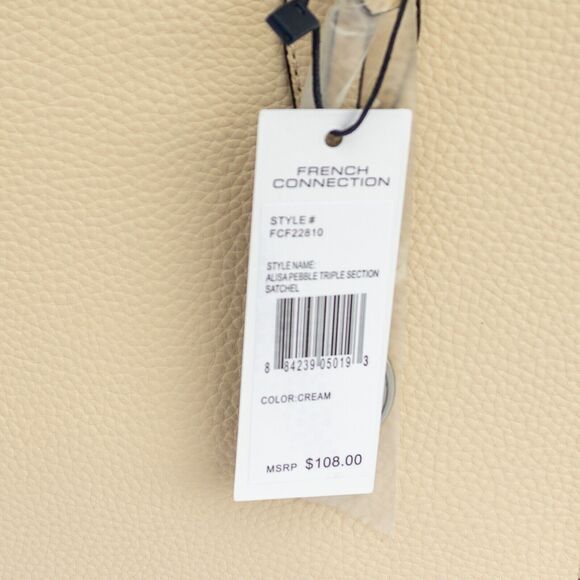 FRENCH
CONNECTION
STYLE #
FCF22810
STYLE NAME:
ALISA PEBBLE TRIPLE SECTION
SATCHEL
8 84239 05019 3
COLOR:CREAM
MSRP $108.00